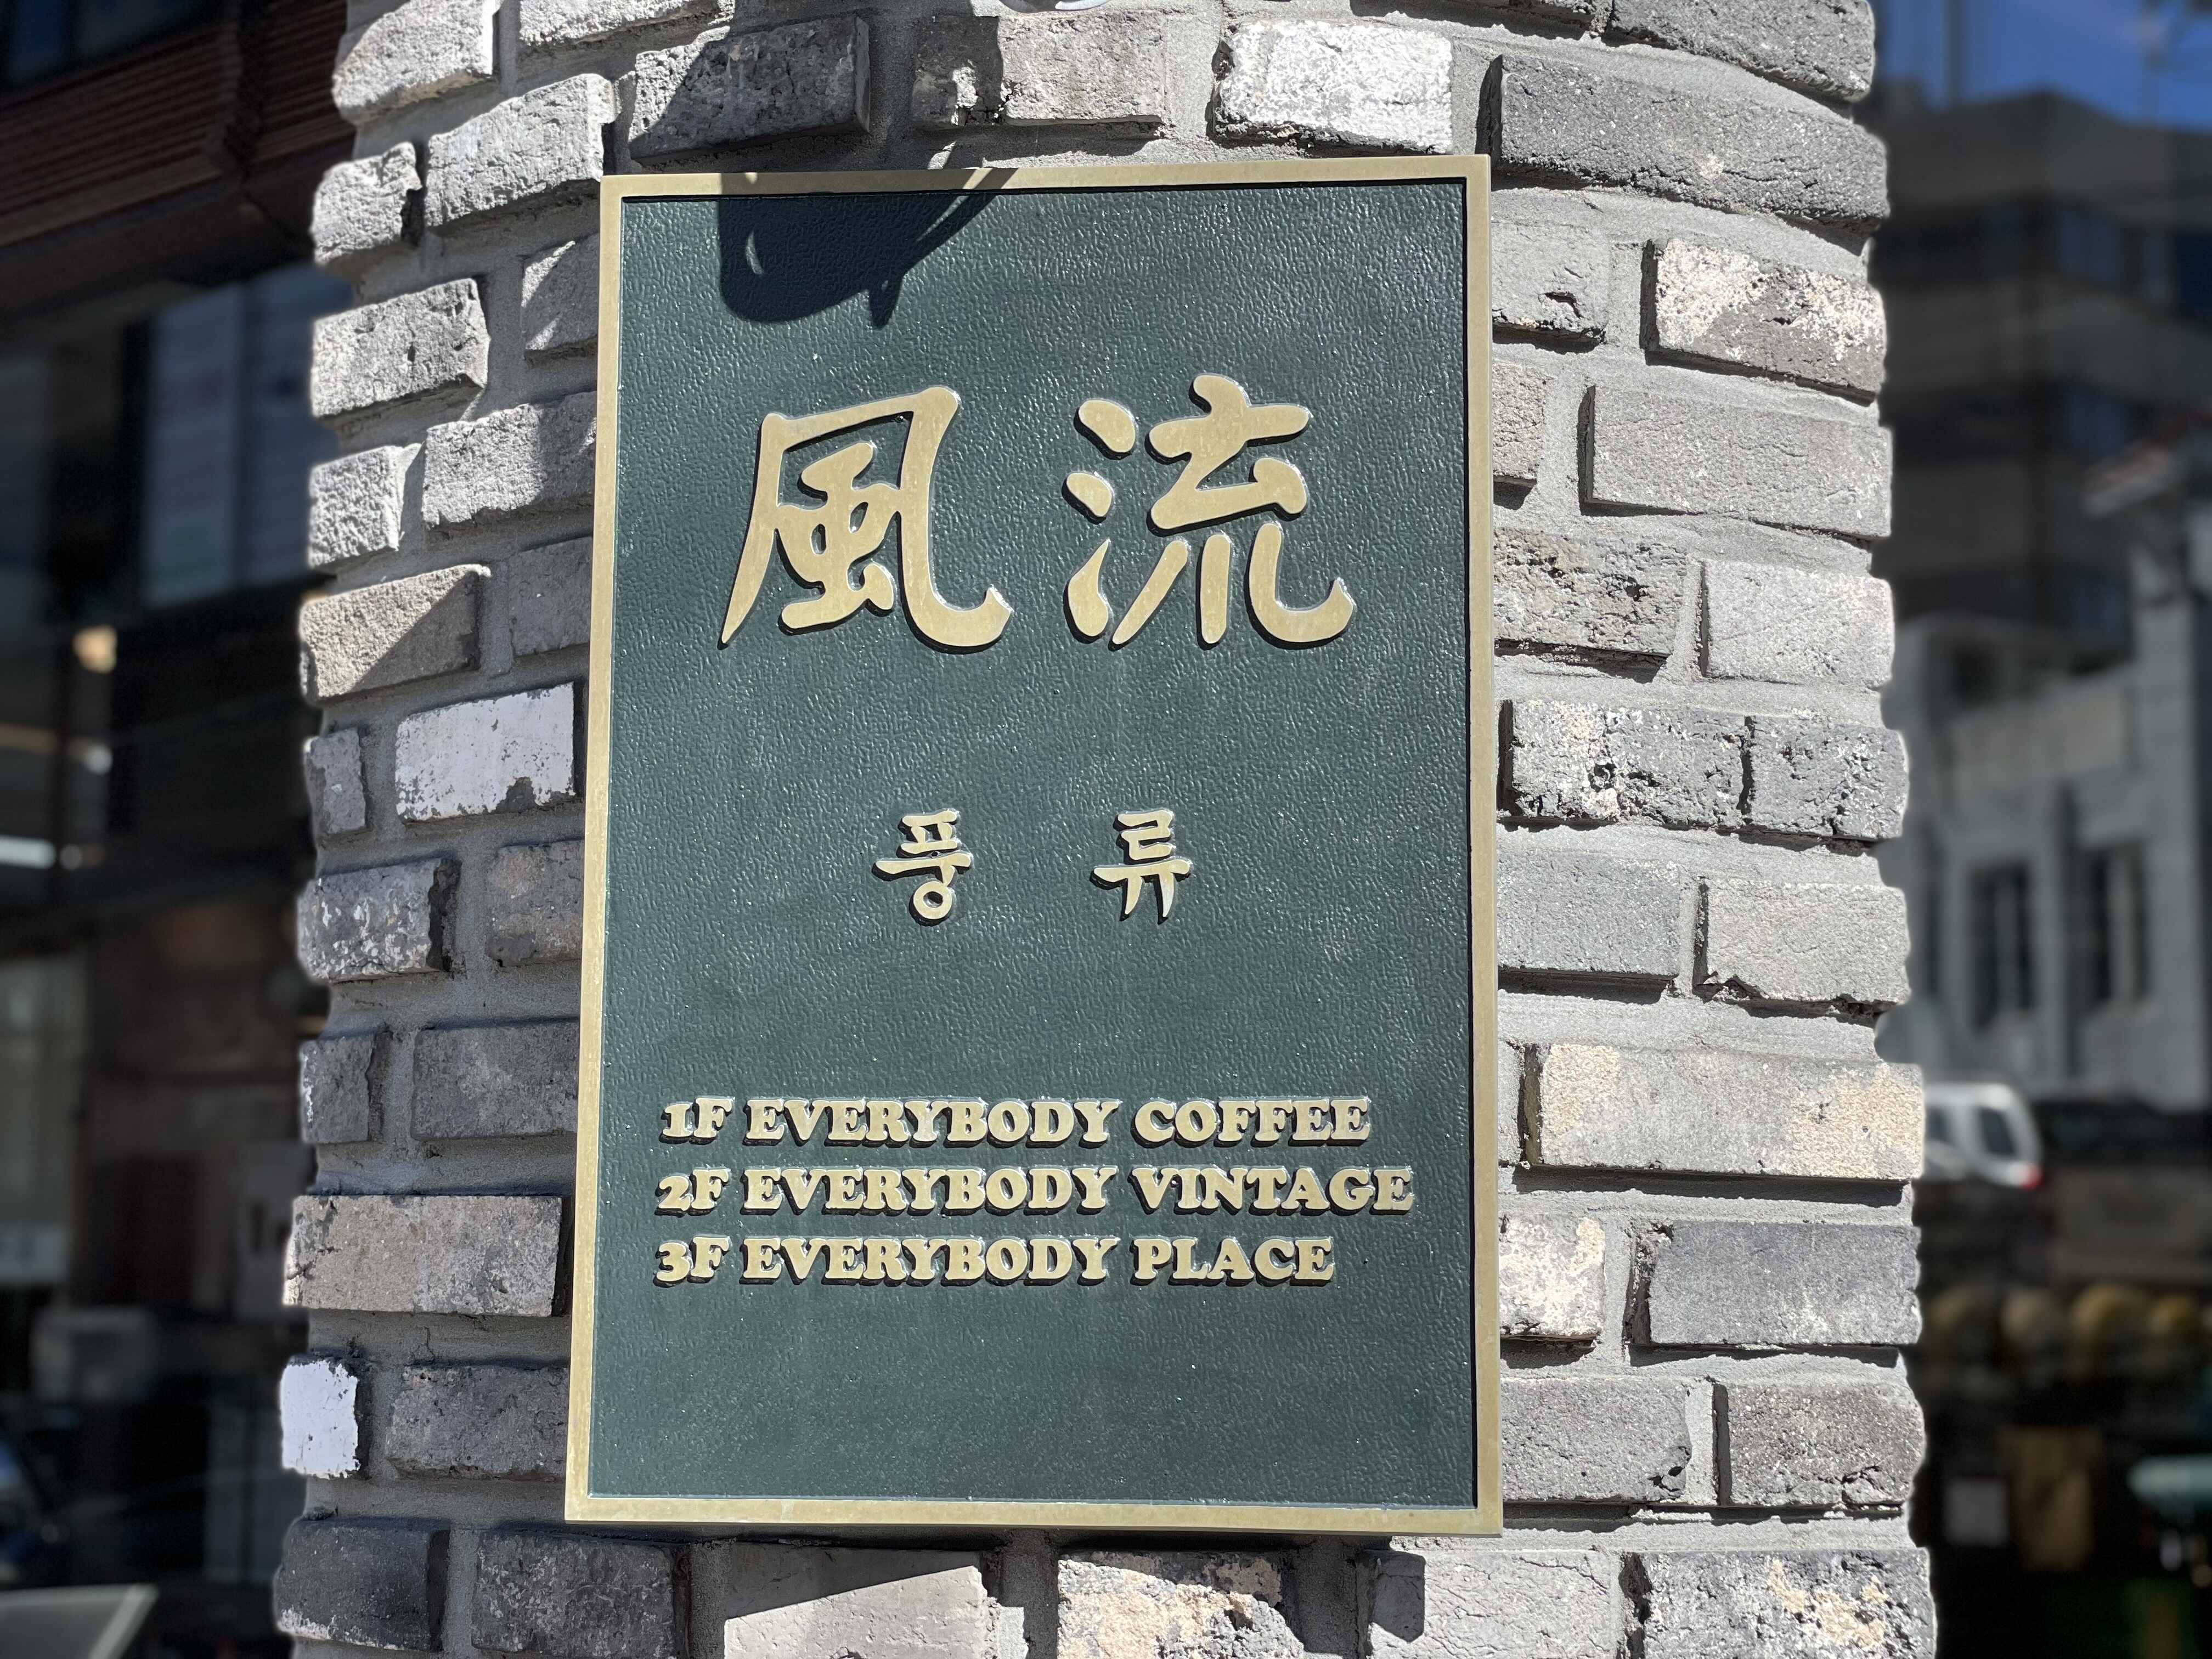 風流
풍 류
1F EVERYBODY COFFEE
2F EVERYBODY VINTAGE
3F EVERYBODY PLACE